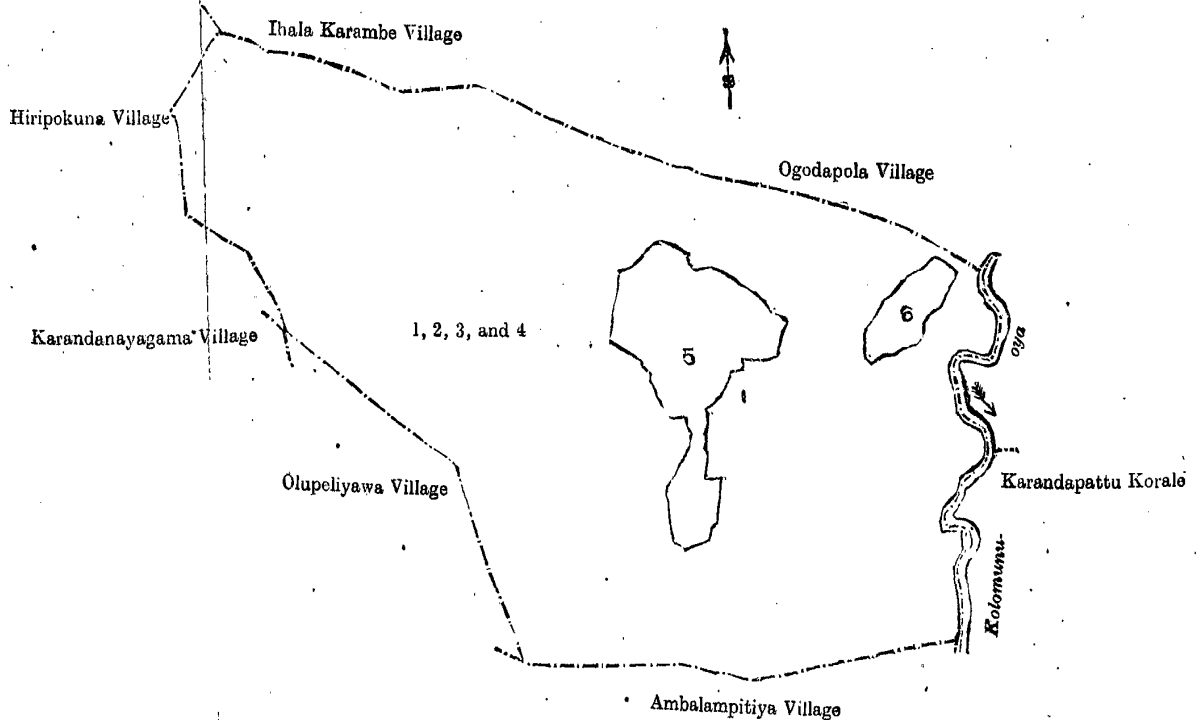 Ihala Karambe Village
Hiripokuna Village
Ogodapola Village
Karandanayagama Village
1, 2, 3, and 4
5
6
oya
Olupeliyawa Village
Karandapattu Korale
Kolomunu-
Ambalampitiya Village